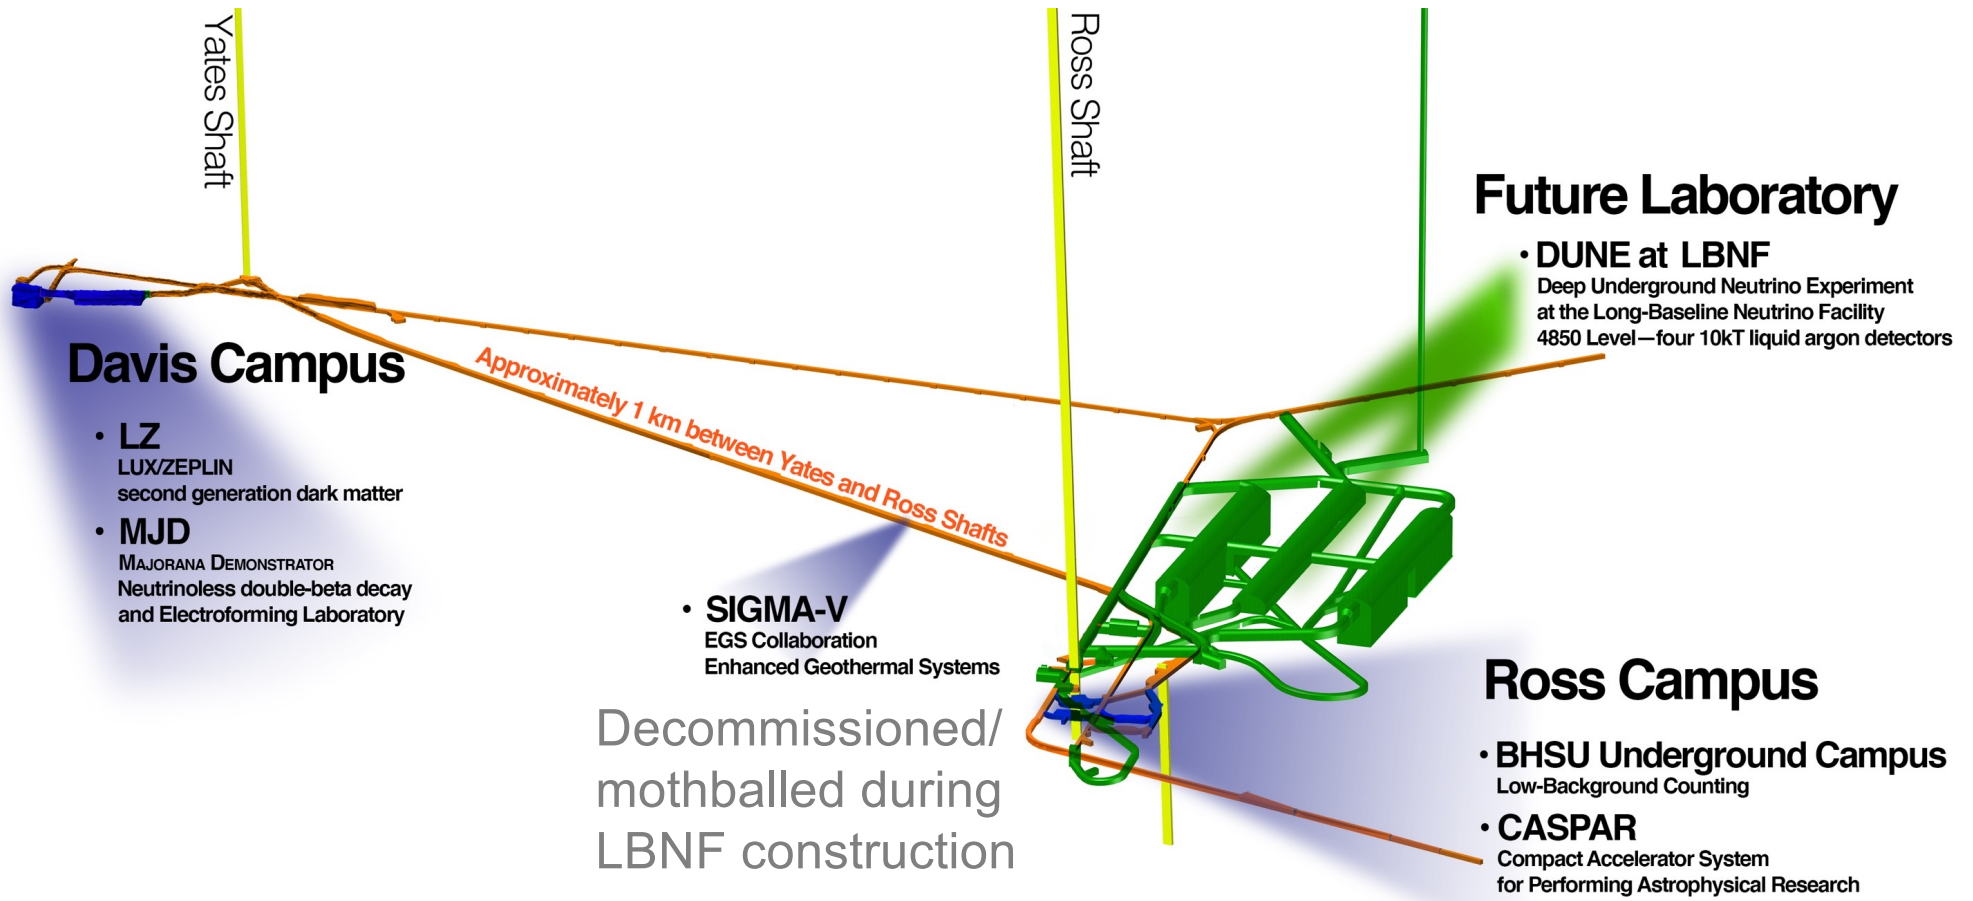 Yates Shaft
Ross Shaft
Future Laboratory
• DUNE at LBNF
Deep Underground Neutrino Experiment
at the Long-Baseline Neutrino Facility
4850 Level—four 10kT liquid argon detectors
Davis Campus
• LZ
LUX/ZEPLIN
second generation dark matter
• MJD
MAJORANA DEMONSTRATOR
Neutrinoless double-beta decay
and Electroforming Laboratory
Approximately 1 km between Yates and Ross Shafts
• SIGMA-V
EGS Collaboration
Enhanced Geothermal Systems
Decommissioned/
mothballed during
LBNF construction
Ross Campus
• BHSU Underground Campus
Low-Background Counting
• CASPAR
Compact Accelerator System
for Performing Astrophysical Research